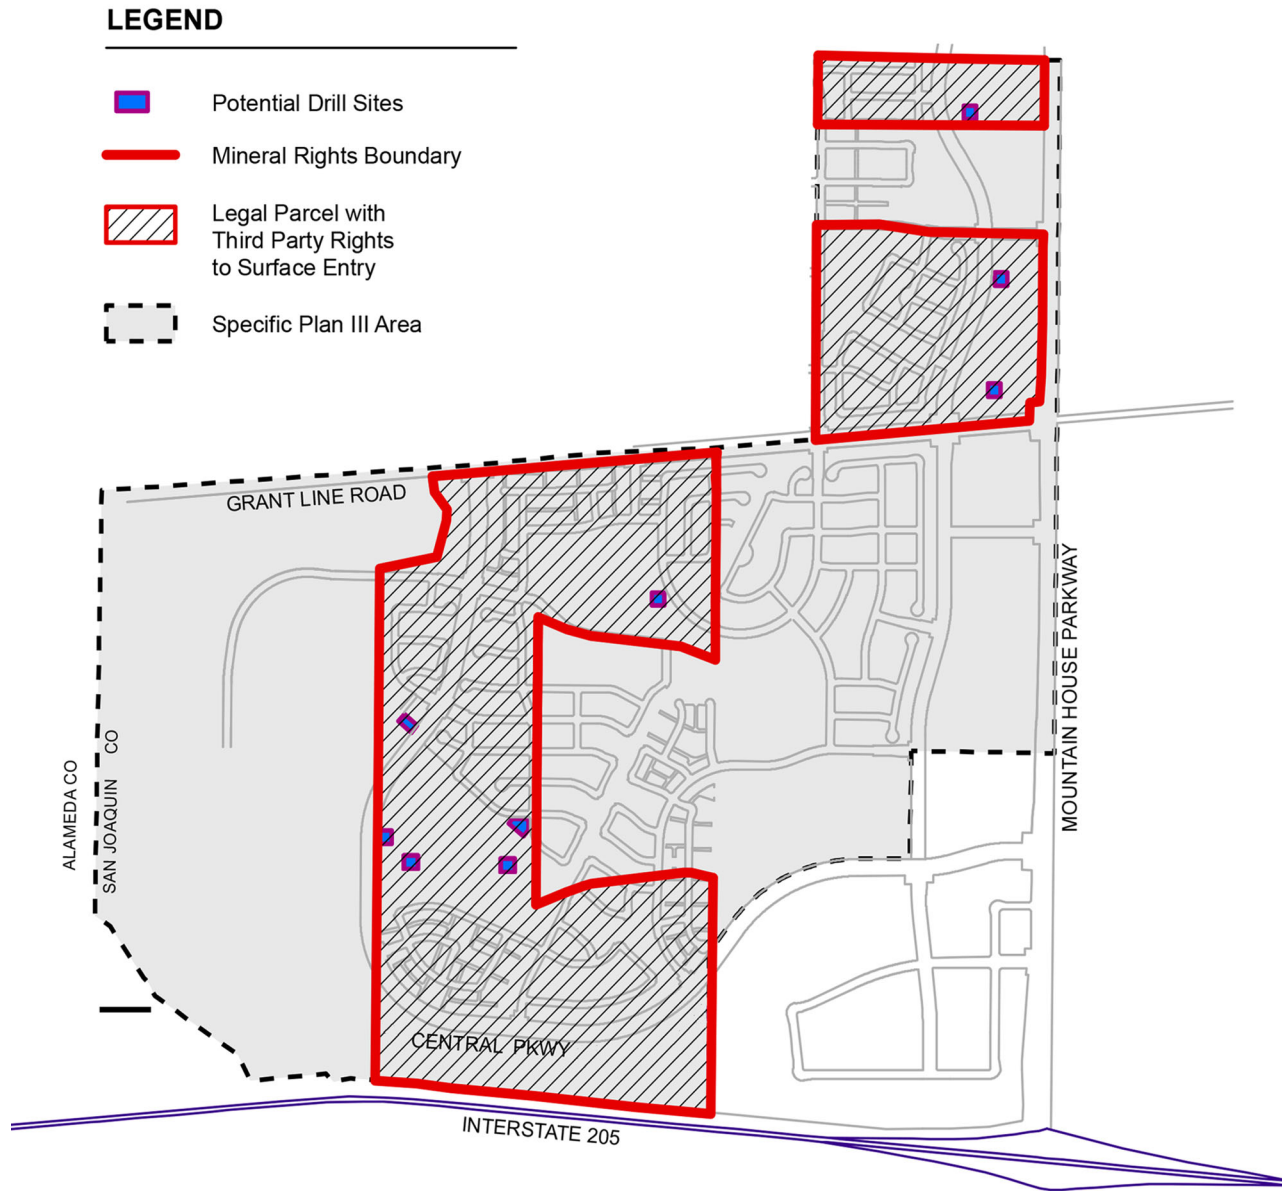 LEGEND
Potential Drill Sites
Mineral Rights Boundary
Legal Parcel with
Third Party Rights
to Surface Entry
Specific Plan III Area
GRANT LINE ROAD
MOUNTAIN HOUSE PARKWAY
ALAMEDA CO
SAN JOAQUIN CO
CENTRAL PKWY
INTERSTATE 205